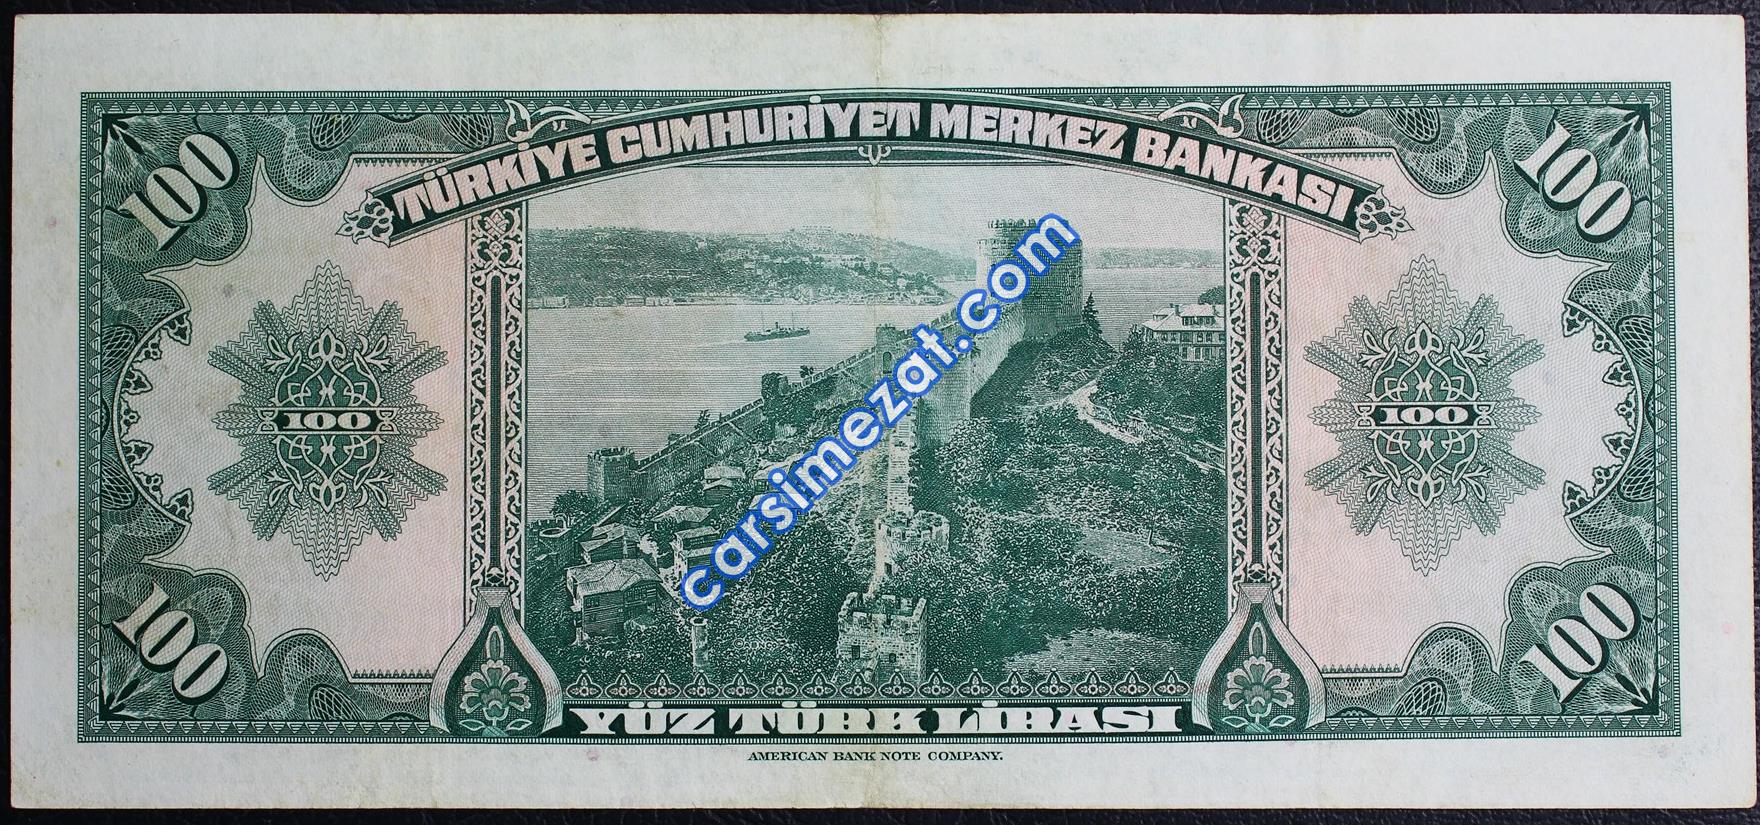 TÜRKİYE CUMHURİYET MERKEZ BANKASI
100
100
100
100
carsimezat.com
100
100
YÜZ TÜRK LİRASI
AMERICAN BANK NOTE COMPANY.